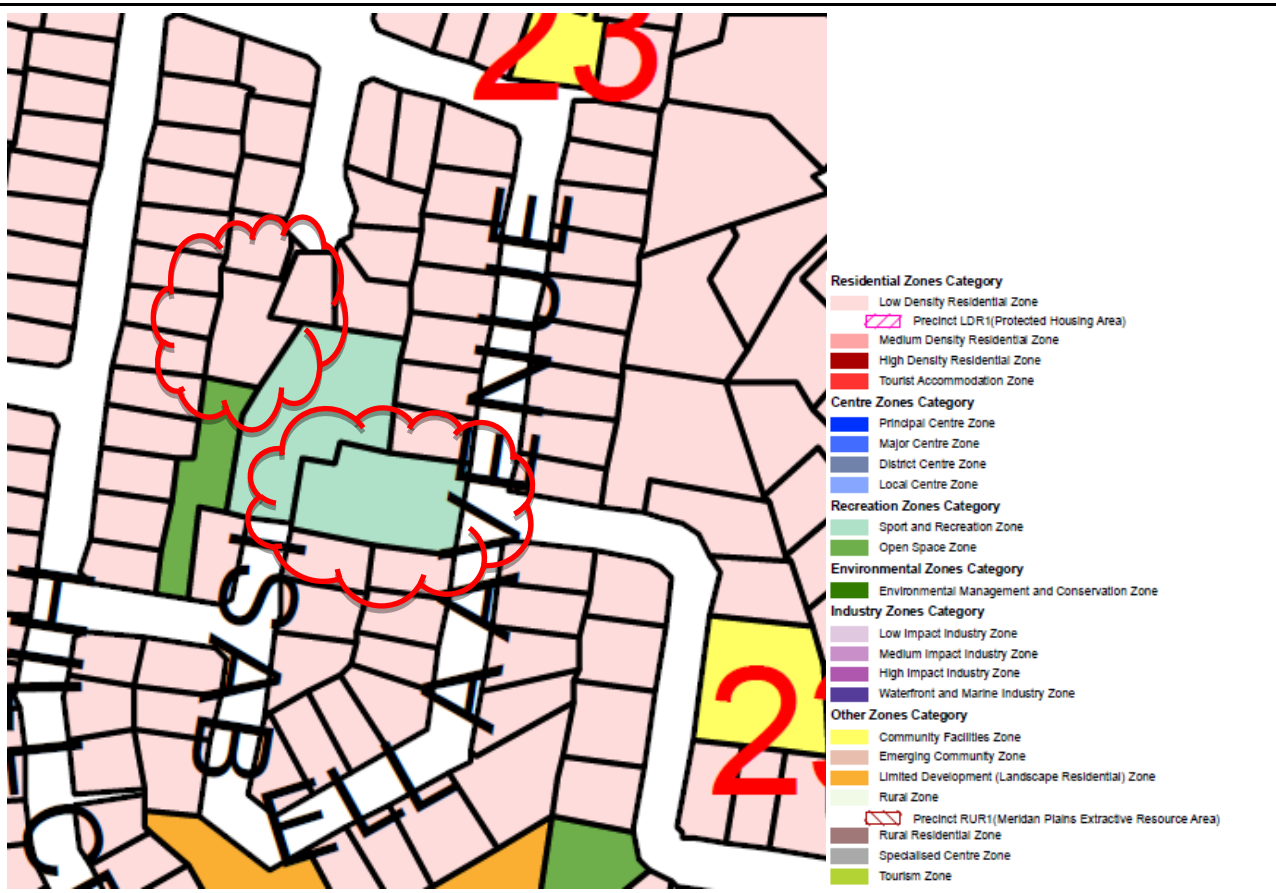 23
ISABELLA AVENUE
2
Residential Zones Category
Low Density Residential Zone
Precinct LDR1(Protected Housing Area)
Medium Density Residential Zone
High Density Residential Zone
Tourist Accommodation Zone
Centre Zones Category
Principal Centre Zone
Major Centre Zone
District Centre Zone
Local Centre Zone
Recreation Zones Category
Sport and Recreation Zone
Open Space Zone
Environmental Zones Category
Environmental Management and Conservation Zone
Industry Zones Category
Low Impact Industry Zone
Medium Impact Industry Zone
High Impact Industry Zone
Waterfront and Marine Industry Zone
Other Zones Category
Community Facilities Zone
Emerging Community Zone
Limited Development (Landscape Residential) Zone
Rural Zone
Precinct RUR1(Meridan Plains Extractive Resource Area)
Rural Residential Zone
Specialised Centre Zone
Tourism Zone